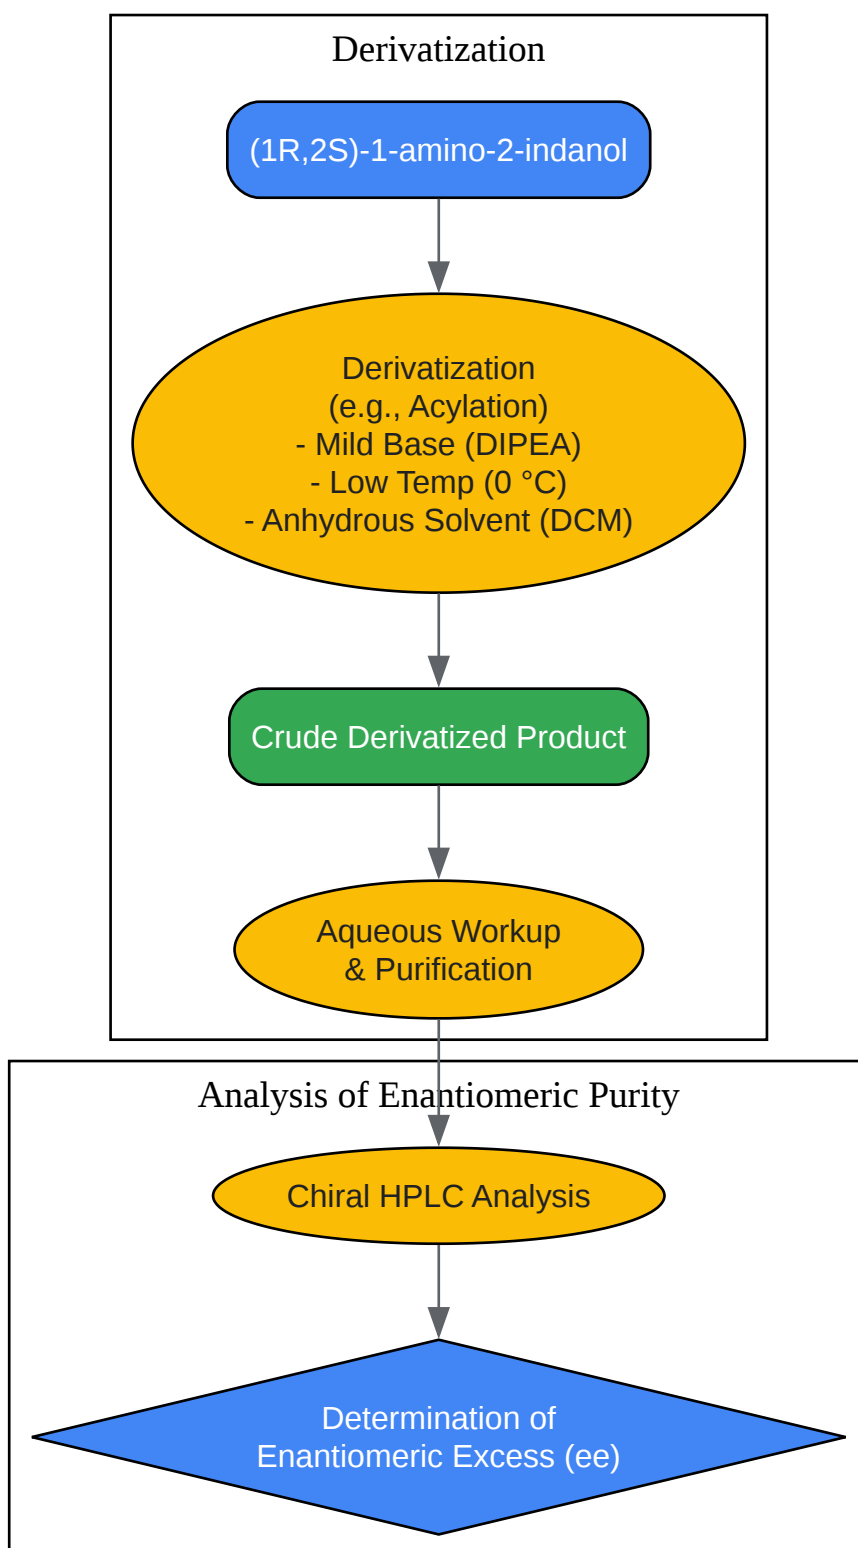 Derivatization
(1R,2S)-1-amino-2-indanol
Derivatization
(e.g., Acylation)
- Mild Base (DIPEA)
- Low Temp (0 °C)
- Anhydrous Solvent (DCM)
Crude Derivatized Product
Aqueous Workup
& Purification
Analysis of Enantiomeric Purity
Chiral HPLC Analysis
Determination of
Enantiomeric Excess (ee)